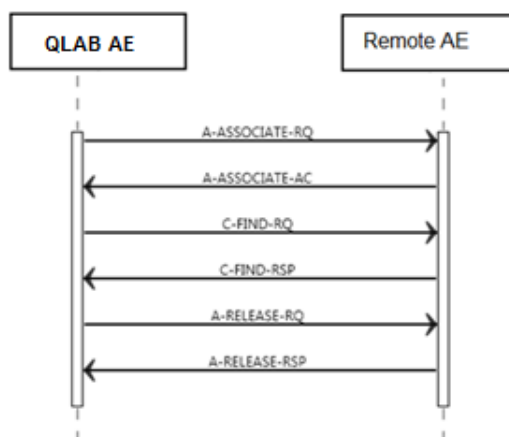 QLAB AE
Remote AE
A-ASSOCIATE-RQ
A-ASSOCIATE-AC
C-FIND-RQ
C-FIND-RSP
A-RELEASE-RQ
A-RELEASE-RSP